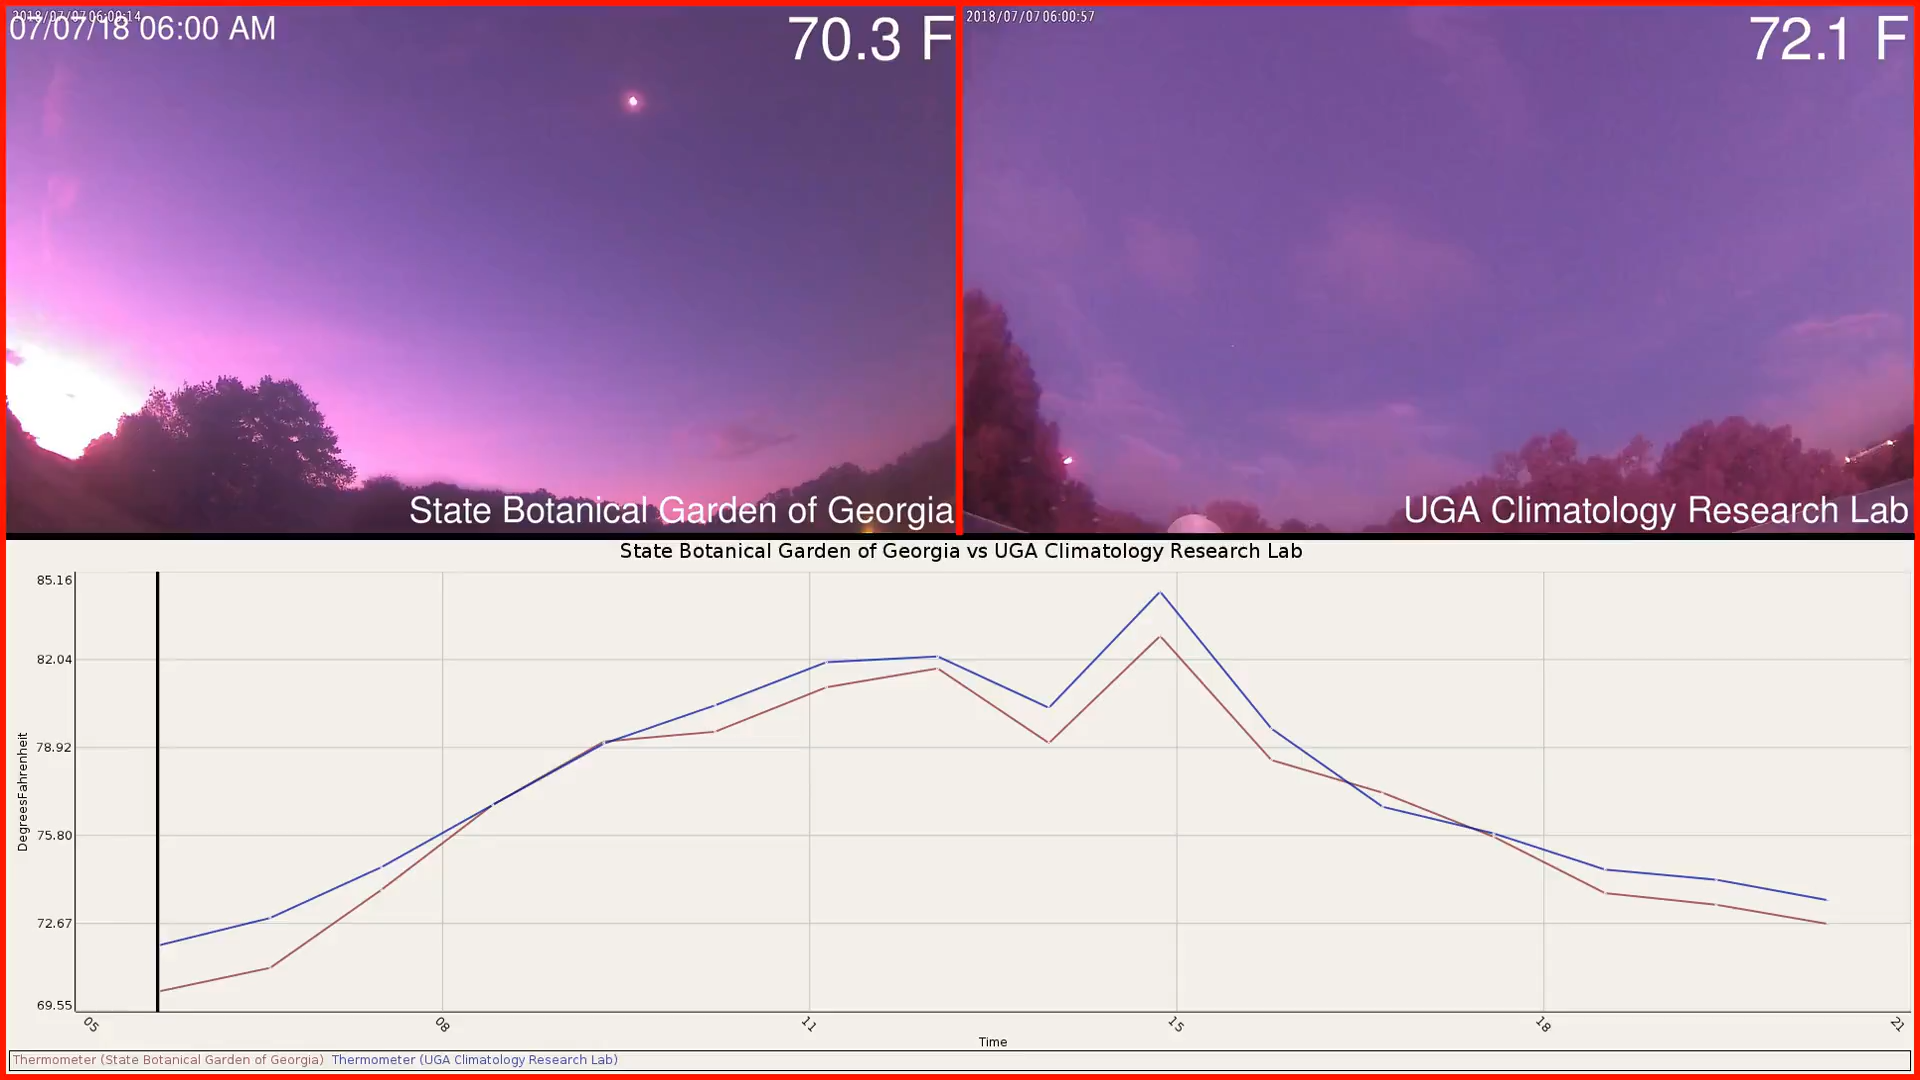 2018/07/07 06:00:14
07/07/18 06:00 AM
70.3 F
State Botanical Garden of Georgia
2018/07/07 06:00:57
72.1 F
UGA Climatology Research Lab
State Botanical Garden of Georgia vs UGA Climatology Research Lab
85.16
82.04
78.92
75.80
72.67
69.55
DegreesFahrenheit
05
08
11
15
18
21
Time
Thermometer (State Botanical Garden of Georgia) Thermometer (UGA Climatology Research Lab)